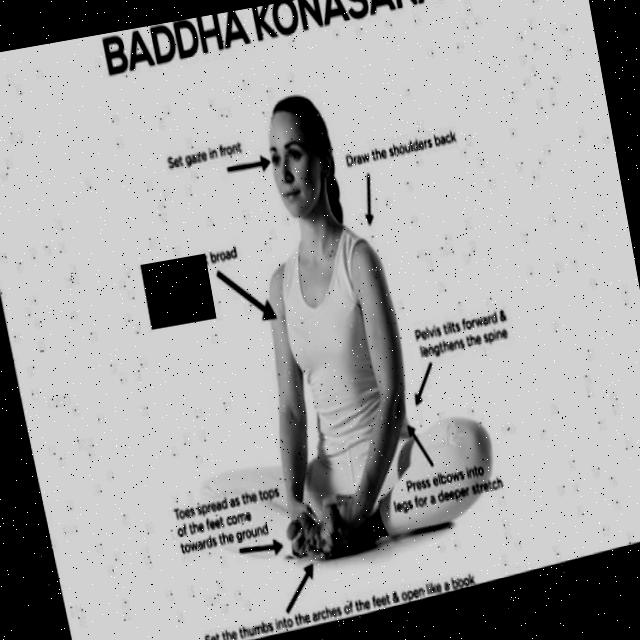 BADDHA KONASANA
Set gaze in front
Draw the shoulders back
broad
Pelvis tilts forward &
lengthens the spine
Press elbows into
legs for a deeper stretch
Toes spread as the tops
of the feet come
towards the ground
Set the thumbs into the arches of the feet & open like a book